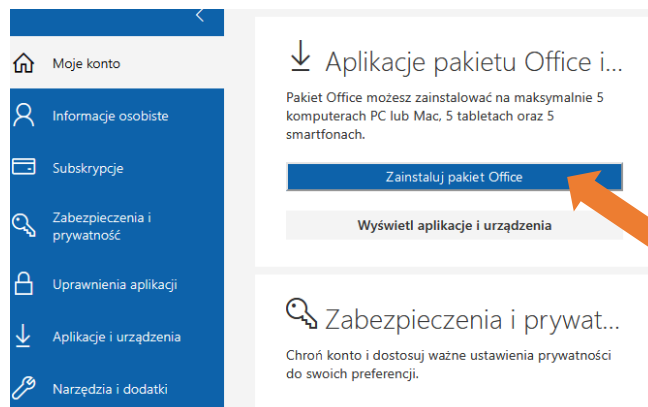 Moje konto
Informacje osobiste
Subskrypcje
Zabezpieczenia i
prywatność
Uprawnienia aplikacji
Aplikacje i urządzenia
Narzędzia i dodatki
Aplikacje pakietu Office i...
Pakiet Office możesz zainstalować na maksymalnie 5
komputerach PC lub Mac, 5 tabletach oraz 5
smartfonach.
Zainstaluj pakiet Office
Wyświetl aplikacje i urządzenia
Zabezpieczenia i prywat...
Chroń konto i dostosuj ważne ustawienia prywatności
do swoich preferencji.